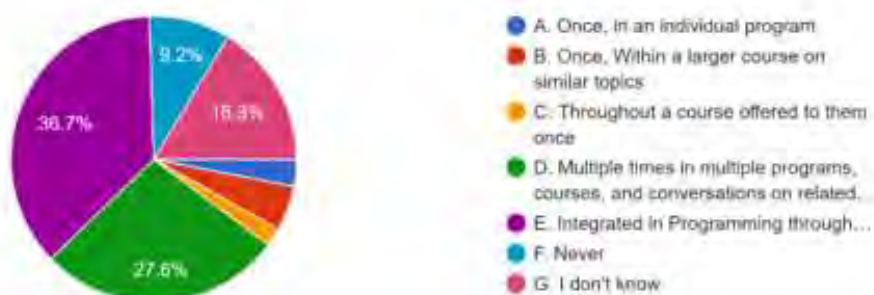 9.2%
36.7%
16.3%
27.6%
A. Once, in an individual program
B. Once, Within a larger course on
similar topics
C. Throughout a course offered to them
once
D. Multiple times in multiple programs,
courses, and conversations on related…
E. Integrated in Programming through…
F. Never
G. I don't know